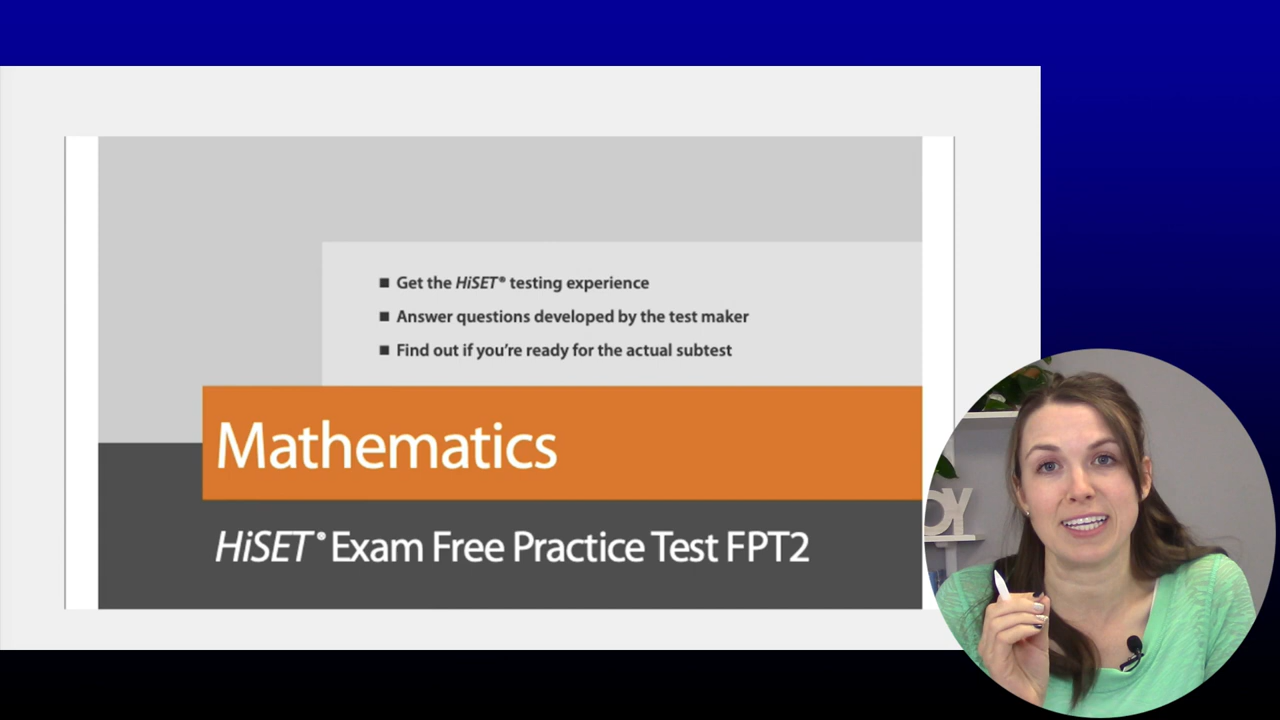 ■ Get the HiSET® testing experience
■ Answer questions developed by the test maker
■ Find out if you're ready for the actual subtest
Mathematics
HiSET® Exam Free Practice Test FPT2
DY